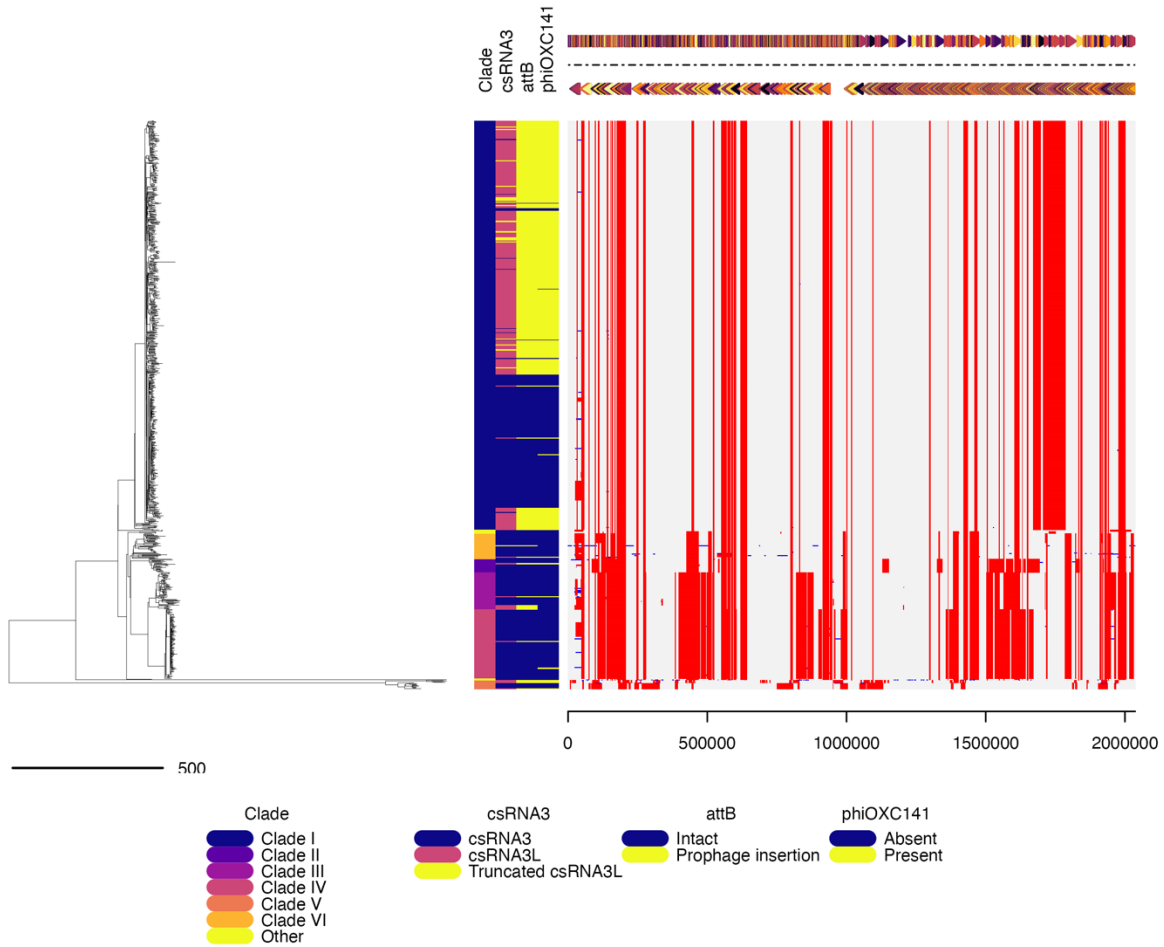 Clade
csRNA3
attB
phiOXC141
0 500000 1000000 1500000 2000000
500
Clade
Clade I
Clade II
Clade III
Clade IV
Clade V
Clade VI
Other
csRNA3
csRNA3
csRNA3L
Truncated csRNA3L
attB
Intact
Prophage insertion
phiOXC141
Absent
Present